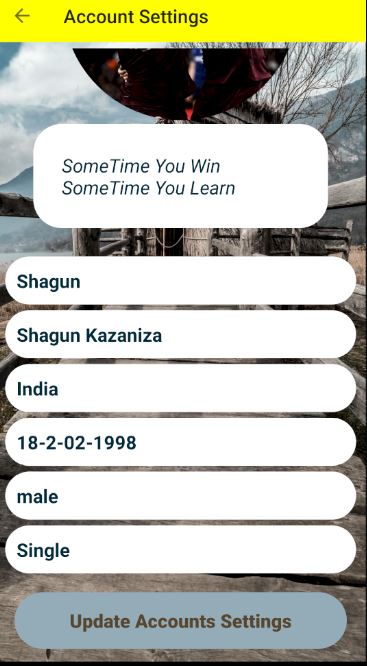 Account Settings
SomeTime You Win
SomeTime You Learn
Shagun
Shagun Kazaniza
India
18-2-02-1998
male
Single
Update Accounts Settings